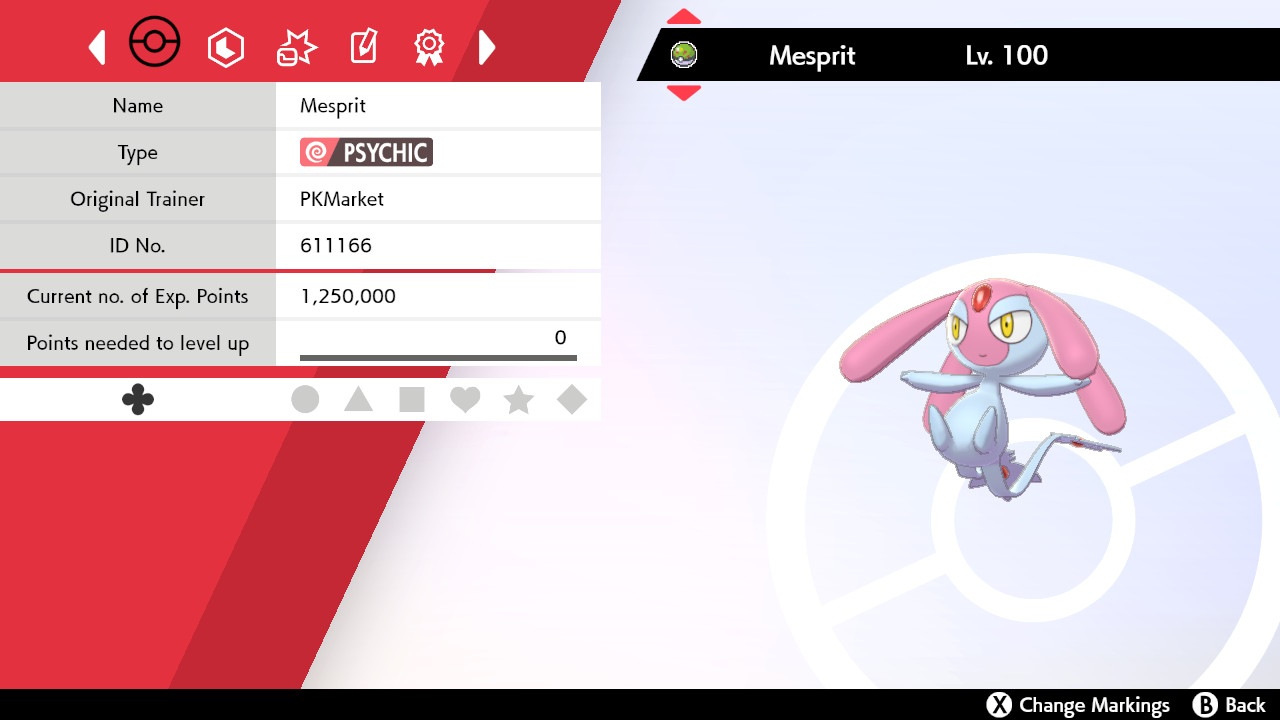 Mesprit Lv. 100
Name Mesprit
Type PSYCHIC
Original Trainer PKMarket
ID No. 611166
Current no. of Exp. Points 1,250,000
Points needed to level up 0
X Change Markings B Back